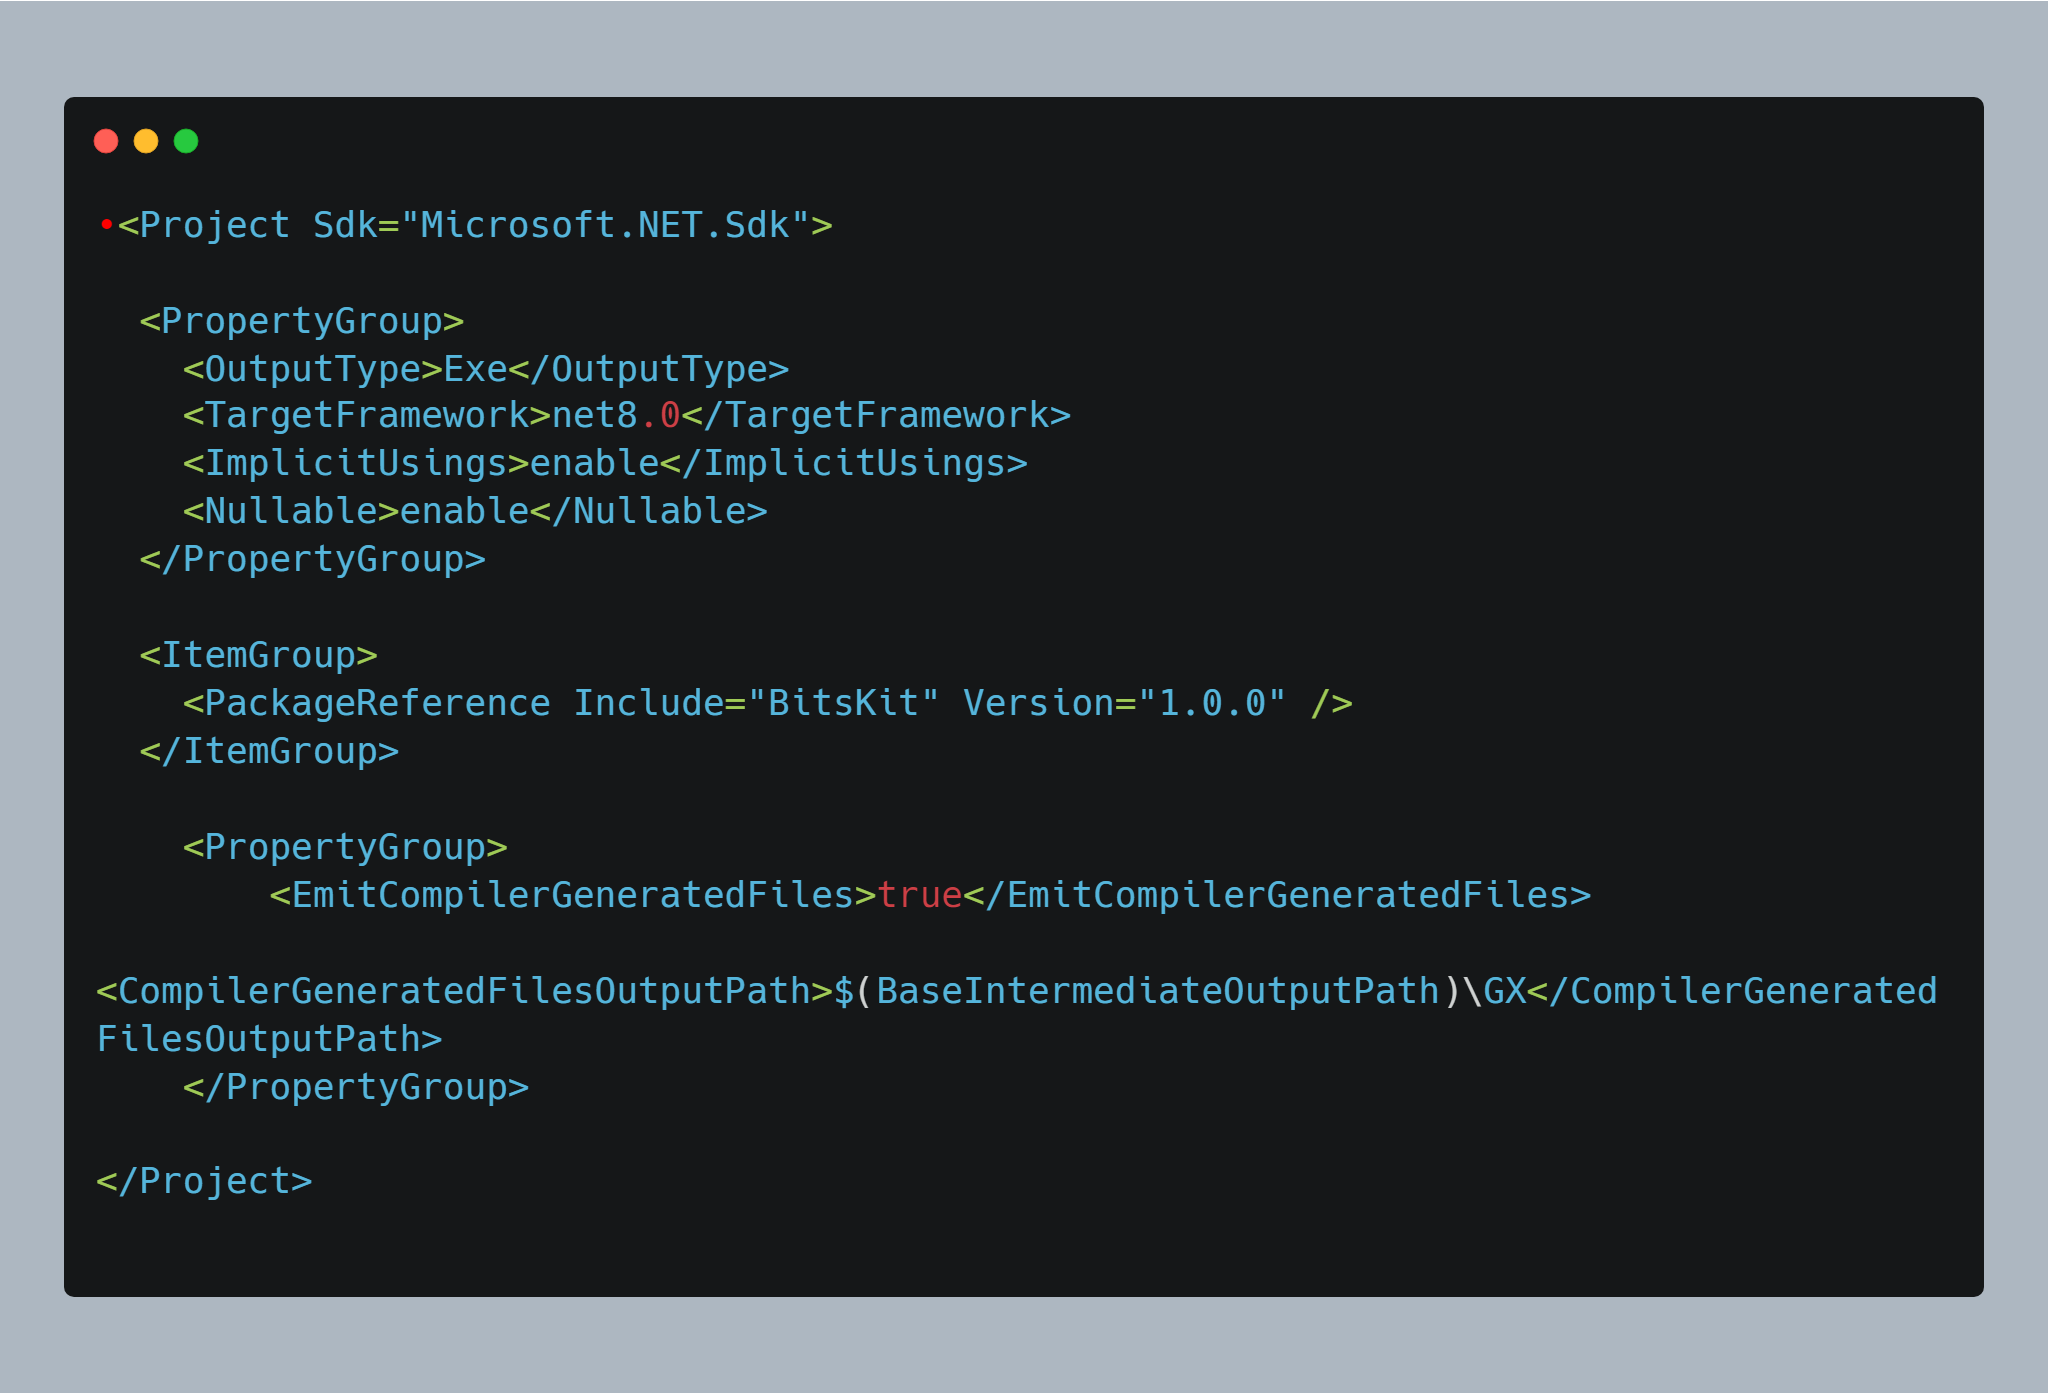 •<Project Sdk="Microsoft.NET.Sdk">
<PropertyGroup>
<OutputType>Exe</OutputType>
<TargetFramework>net8.0</TargetFramework>
<ImplicitUsings>enable</ImplicitUsings>
<Nullable>enable</Nullable>
</PropertyGroup>
<ItemGroup>
<PackageReference Include="BitsKit" Version="1.0.0" />
</ItemGroup>
<PropertyGroup>
<EmitCompilerGeneratedFiles>true</EmitCompilerGeneratedFiles>
<CompilerGeneratedFilesOutputPath>$(BaseIntermediateOutputPath)\GX</CompilerGenerated
FilesOutputPath>
</PropertyGroup>
</Project>